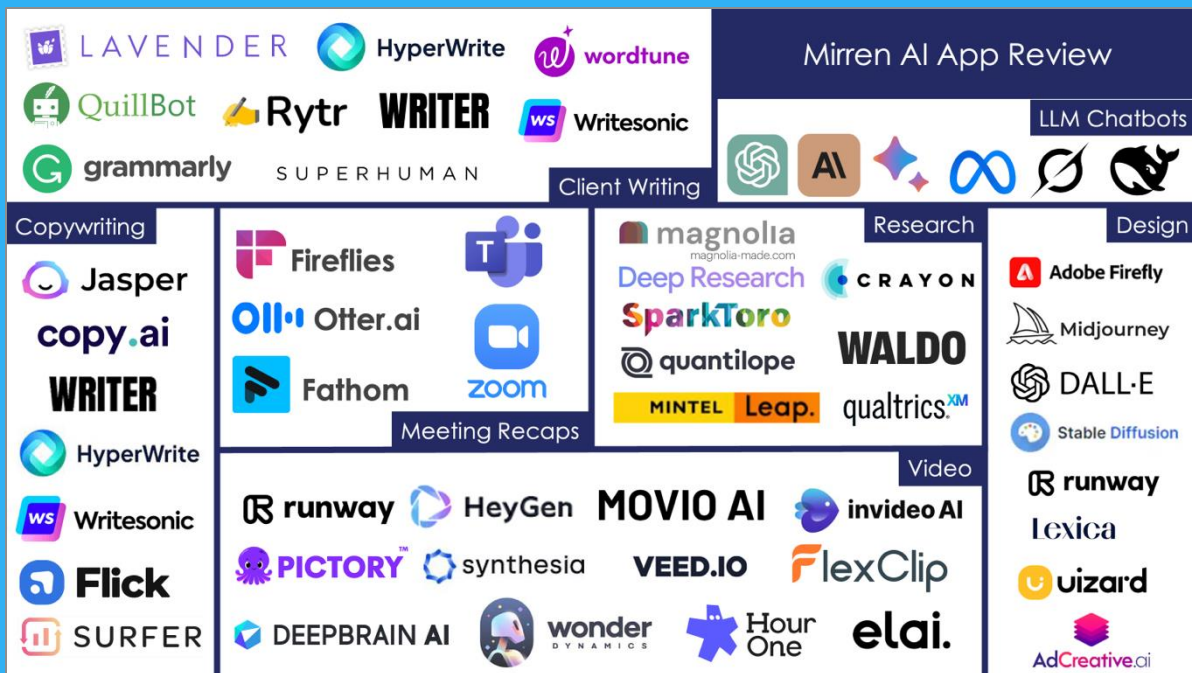 Mirren AI App Review
LAVENDER
HyperWrite
wordtune
QuillBot
Rytr
WRITER
WS Writesonic
G grammarly
SUPERHUMAN
Client Writing
LLM Chatbots
AI
Copywriting
Jasper
copy.ai
WRITER
HyperWrite
WS Writesonic
Flick
SURFER
Fireflies
T
Otter.ai
Fathom
zoom
Meeting Recaps
Research
magnolia
magnolia-made.com
Deep Research
CRAYON
SparkToro
quantilope
WALDO
MINTEL Leap.
qualtrics.XM
Design
Adobe Firefly
Midjourney
DALL·E
Stable Diffusion
runway
Lexica
uizard
AdCreative.ai
Video
runway
HeyGen
MOVIO AI
invideo AI
PICTORY™
synthesia
VEED.IO
FlexClip
DEEPBRAIN AI
wonder
DYNAMICS
Hour
One
elai.